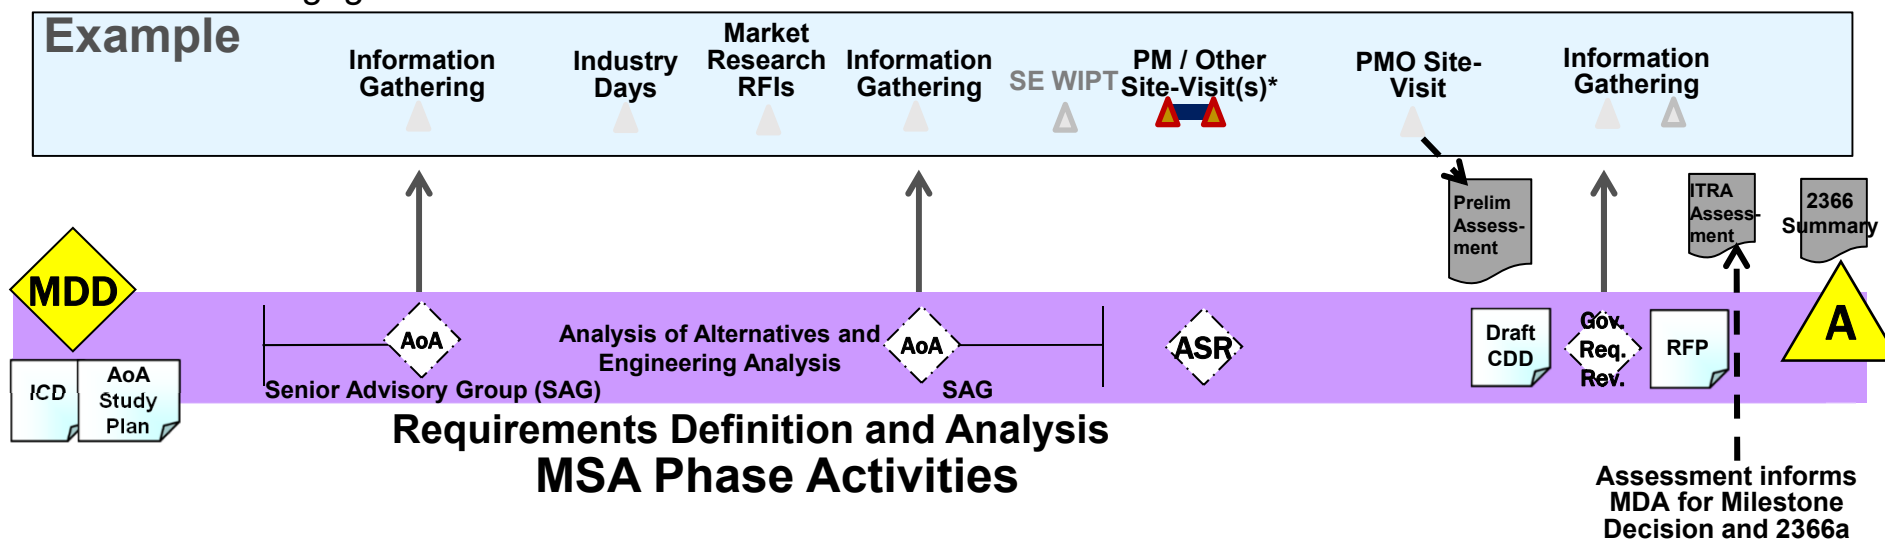 Example
Information
Gathering
Industry
Days
Market
Research
RFIs
Information
Gathering
SE WIPT
PM / Other
Site-Visit(s)*
PMO Site-
Visit
Information
Gathering
Prelim
Assess-
ment
ITRA
Assess-
ment
2366
Summary
MDD
AoA
Analysis of Alternatives and
Engineering Analysis
AoA
ASR
Draft
CDD
Gov.
Req.
Rev.
RFP
A
ICD
AoA
Study
Plan
Senior Advisory Group (SAG)
SAG
Requirements Definition and Analysis
MSA Phase Activities
Assessment informs
MDA for Milestone
Decision and 2366a